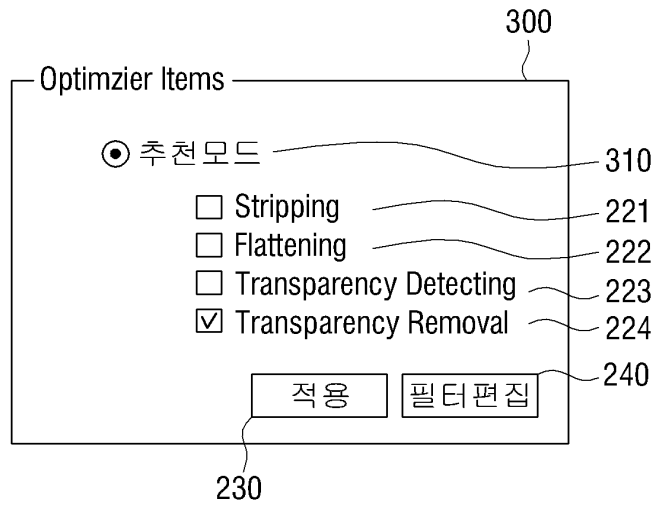 300
Optimzier Items
추천모드
310
Stripping
221
Flattening
222
Transparency Detecting
223
Transparency Removal
224
240
적용 필터편집
230